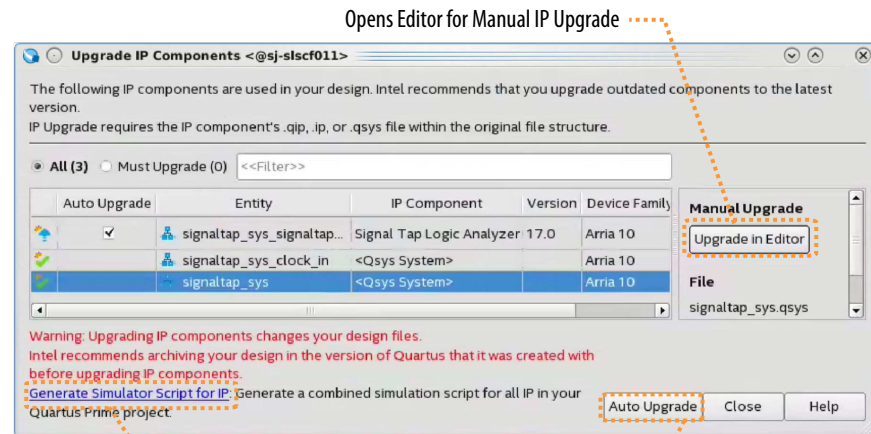 Opens Editor for Manual IP Upgrade
Upgrade IP Components <@sj-slscf011>
The following IP components are used in your design. Intel recommends that you upgrade outdated components to the latest
version.
IP Upgrade requires the IP component's .qip, .ip, or .qsys file within the original file structure.
All (3) Must Upgrade (0) <<Filter>>
Auto Upgrade Entity IP Component Version Device Family
signaltap_sys_signaltap... Signal Tap Logic Analyzer 17.0 Arria 10
signaltap_sys_clock_in <Qsys System> Arria 10
signaltap_sys <Qsys System> Arria 10
Manual Upgrade
Upgrade in Editor
File
signaltap_sys.qsys
Warning: Upgrading IP components changes your design files.
Intel recommends archiving your design in the version of Quartus that it was created with
before upgrading IP components.
Generate Simulator Script for IP: Generate a combined simulation script for all IP in your
Quartus Prime project.
Auto Upgrade Close Help